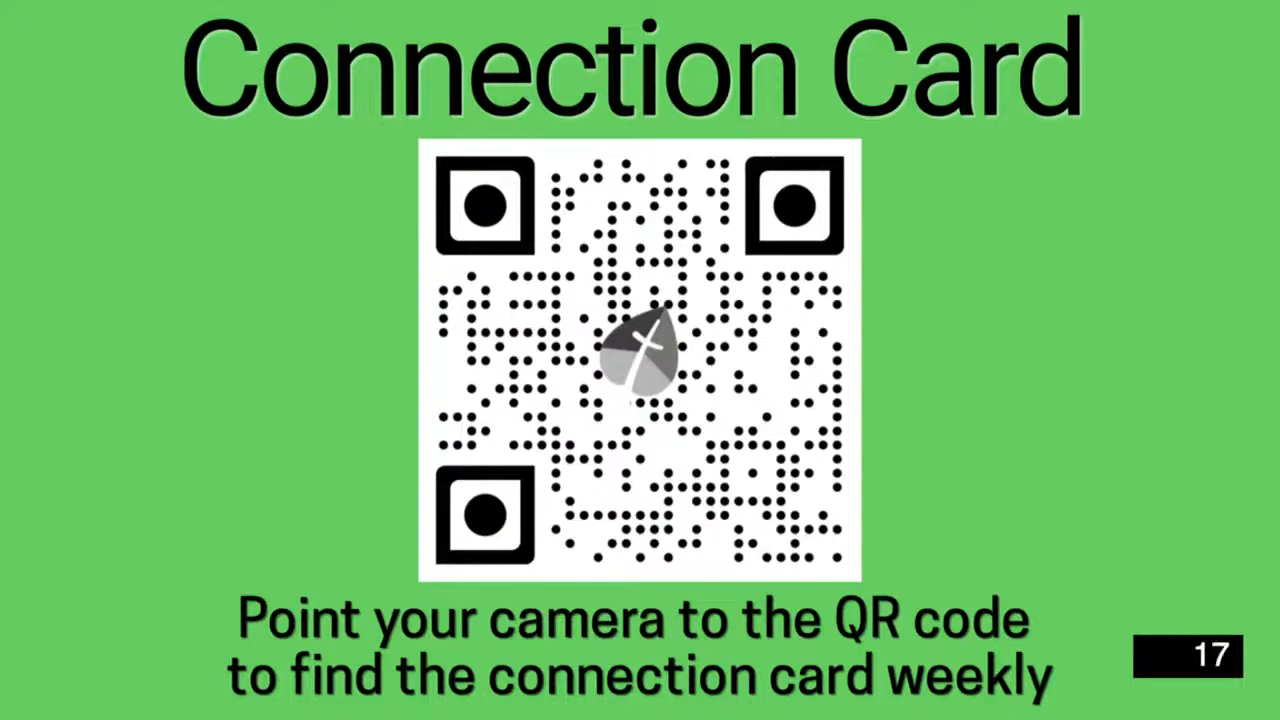 Connection Card
Point your camera to the QR code
to find the connection card weekly
17